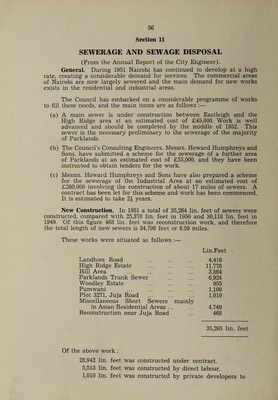 56
Section 11
SEWERAGE AND SEWAGE DISPOSAL
(From the Annual Report of the City Engineer).
General. During 1951 Nairobi has continued to develop at a high
rate, creating a considerable demand for services. The commercial areas
of Nairobi are now largely sewered and the main demand for new works
exists in the residential and industrial areas.
The Council has embarked on a considerable programme of works
to fill these needs, and the main items are as follows :—
(a) A main sewer is under construction between Eastleigh and the
High Ridge area at an estimated cost of £45,000. Work is well
advanced and should be completed by the middle of 1952. This
sewer is the necessary preliminary to the sewerage of the majority
of Parklands.
(b) The Council's Consulting Engineers, Messrs. Howard Humphreys and
Sons, have submitted a scheme for the sewerage of a further area
of Parklands at an estimated cost of £53,000, and they have been
instructed to obtain tenders for the work.
(c) Messrs. Howard Humphreys and Sons have also prepared a scheme
for the sewerage of the Industrial Area at an estimated cost of
£260,000 involving the construction of about 17 miles of sewers. A
contract has been let for this scheme and work has been commenced.
It is estimated to take 2½ years.
New Construction. In 1951 a total of 35,264 lin. feet of sewers were
constructed, compared with 25,378 lin. feet in 1950 and 30,118 lin. feet in
1949. Of this figure 468 lin. feet was reconstruction work, and therefore
the total length of new sewers is 34,796 feet or 6.59 miles.
These works were situated as follows :—
Lin.Feet
Landhies Road ... ... ... 4,416
High Ridge Estate ... ... ... 11,770
Hill Area ... ... ... 3,864
Parklands Trunk Sewer ... ... 6,924
Woodley Estate ... ... ... 955
Pumwani ... ... ... 1,100
Plot 3271, Juja Road ... ... 1,010
Miscellaneous Short Sewers mainly
in Asian Residential Areas ... 4,749
Reconstruction near Juja Road ... 468
35,265 lin. feet
Of the above work :
28,942 lin. feet was constructed under contract.
5,313 lin. feet was constructed by direct labour.
1,010 lin. feet was constructed by private developers to